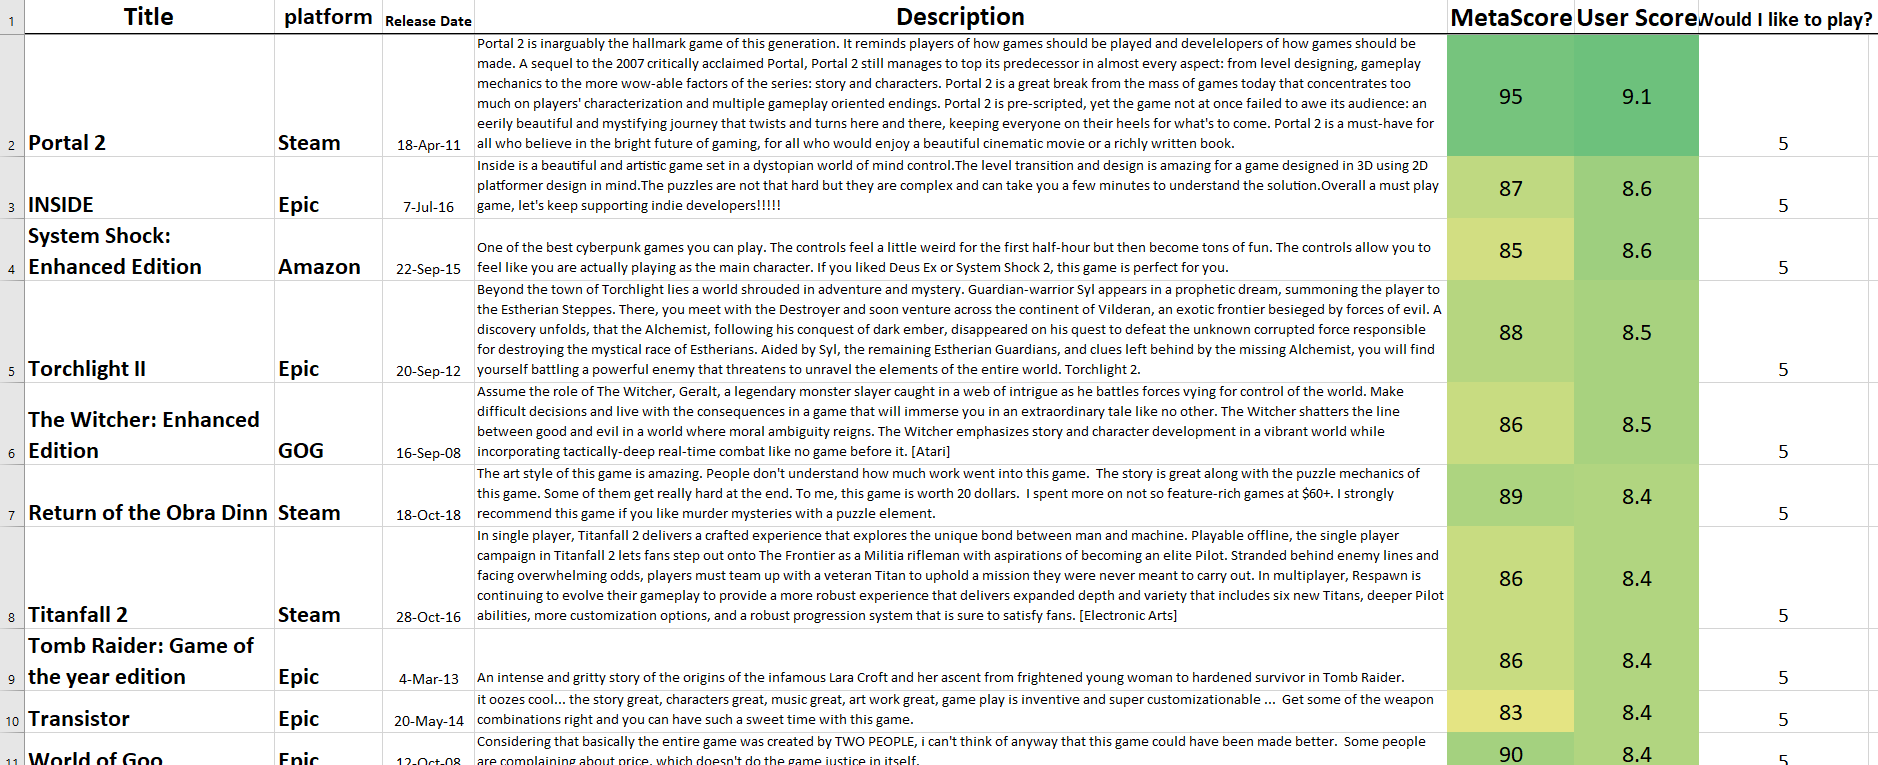 1 Title platform Release Date Description MetaScore User Score Would I like to play?
Portal 2 is inarguably the hallmark game of this generation. It reminds players of how games should be played and develelopers of how games should be
made. A sequel to the 2007 critically acclaimed Portal, Portal 2 still manages to top its predecessor in almost every aspect: from level designing, gameplay
mechanics to the more wow-able factors of the series: story and characters. Portal 2 is a great break from the mass of games today that concentrates too
much on players' characterization and multiple gameplay oriented endings. Portal 2 is pre-scripted, yet the game not at once failed to awe its audience: an
eerily beautiful and mystifying journey that twists and turns here and there, keeping everyone on their heels for what's to come. Portal 2 is a must-have for
all who believe in the bright future of gaming, for all who would enjoy a beautiful cinematic movie or a richly written book.
2 Portal 2 Steam 18-Apr-11 95 9.1 5
Inside is a beautiful and artistic game set in a dystopian world of mind control.The level transition and design is amazing for a game designed in 3D using 2D
platformer design in mind.The puzzles are not that hard but they are complex and can take you a few minutes to understand the solution.Overall a must play
game, let's keep supporting indie developers!!!!!
3 INSIDE Epic 7-Jul-16 87 8.6 5
System Shock:
Enhanced Edition
4 Amazon 22-Sep-15
One of the best cyberpunk games you can play. The controls feel a little weird for the first half-hour but then become tons of fun. The controls allow you to
feel like you are actually playing as the main character. If you liked Deus Ex or System Shock 2, this game is perfect for you.
85 8.6 5
Beyond the town of Torchlight lies a world shrouded in adventure and mystery. Guardian-warrior Syl appears in a prophetic dream, summoning the player to
the Estherian Steppes. There, you meet with the Destroyer and soon venture across the continent of Vilderan, an exotic frontier besieged by forces of evil. A
discovery unfolds, that the Alchemist, following his conquest of dark ember, disappeared on his quest to defeat the unknown corrupted force responsible
for destroying the mystical race of Estherians. Aided by Syl, the remaining Estherian Guardians, and clues left behind by the missing Alchemist, you will find
yourself battling a powerful enemy that threatens to unravel the elements of the entire world. Torchlight 2.
5 Torchlight II Epic 20-Sep-12 88 8.5 5
The Witcher: Enhanced
Edition
6 GOG 16-Sep-08
Assume the role of The Witcher, Geralt, a legendary monster slayer caught in a web of intrigue as he battles forces vying for control of the world. Make
difficult decisions and live with the consequences in a game that will immerse you in an extraordinary tale like no other. The Witcher shatters the line
between good and evil in a world where moral ambiguity reigns. The Witcher emphasizes story and character development in a vibrant world while
incorporating tactically-deep real-time combat like no game before it. [Atari]
86 8.5 5
The art style of this game is amazing. People don't understand how much work went into this game.  The story is great along with the puzzle mechanics of
this game. Some of them get really hard at the end. To me, this game is worth 20 dollars.  I spent more on not so feature-rich games at $60+. I strongly
recommend this game if you like murder mysteries with a puzzle element.
7 Return of the Obra Dinn Steam 18-Oct-18 89 8.4 5
In single player, Titanfall 2 delivers a crafted experience that explores the unique bond between man and machine. Playable offline, the single player
campaign in Titanfall 2 lets fans step out onto The Frontier as a Militia rifleman with aspirations of becoming an elite Pilot. Stranded behind enemy lines and
facing overwhelming odds, players must team up with a veteran Titan to uphold a mission they were never meant to carry out. In multiplayer, Respawn is
continuing to evolve their gameplay to provide a more robust experience that delivers expanded depth and variety that includes six new Titans, deeper Pilot
abilities, more customization options, and a robust progression system that is sure to satisfy fans. [Electronic Arts]
8 Titanfall 2 Steam 28-Oct-16 86 8.4 5
Tomb Raider: Game of
the year edition
9 Epic 4-Mar-13
An intense and gritty story of the origins of the infamous Lara Croft and her ascent from frightened young woman to hardened survivor in Tomb Raider.
86 8.4 5
it oozes cool... the story great, characters great, music great, art work great, game play is inventive and super customizationable ...  Get some of the weapon
combinations right and you can have such a sweet time with this game.
10 Transistor Epic 20-May-14 83 8.4 5
Considering that basically the entire game was created by TWO PEOPLE, i can't think of anyway that this game could have been made better.  Some people
are complaining about price, which doesn't do the game justice in itself.
11 World of Goo Epic 12-Oct-08 90 8.4 5